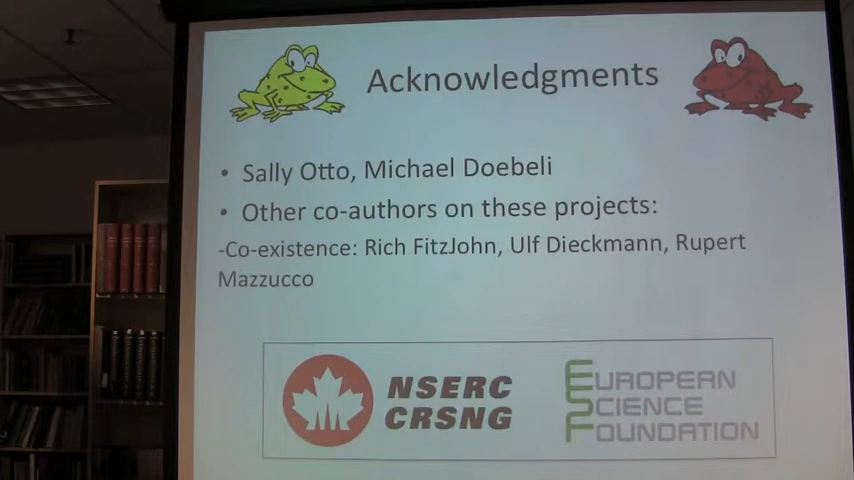 Acknowledgments
• Sally Otto, Michael Doebeli
• Other co-authors on these projects:
-Co-existence: Rich FitzJohn, Ulf Dieckmann, Rupert
Mazzucco
NSERC
CRSNG
EUROPEAN
SCIENCE
FOUNDATION